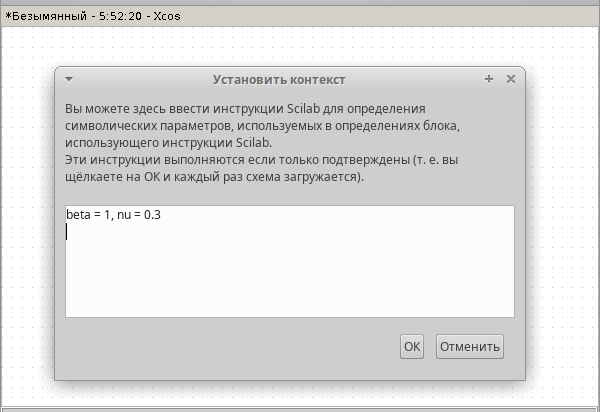 *Безымянный - 5:52:20 - Xcos
Установить контекст
Вы можете здесь ввести инструкции Scilab для определения
символических параметров, используемых в определениях блока,
использующего инструкции Scilab.
Эти инструкции выполняются если только подтверждены (т. е. вы
щёлкаете на ОК и каждый раз схема загружается).
beta = 1, nu = 0.3
ОК
Отменить